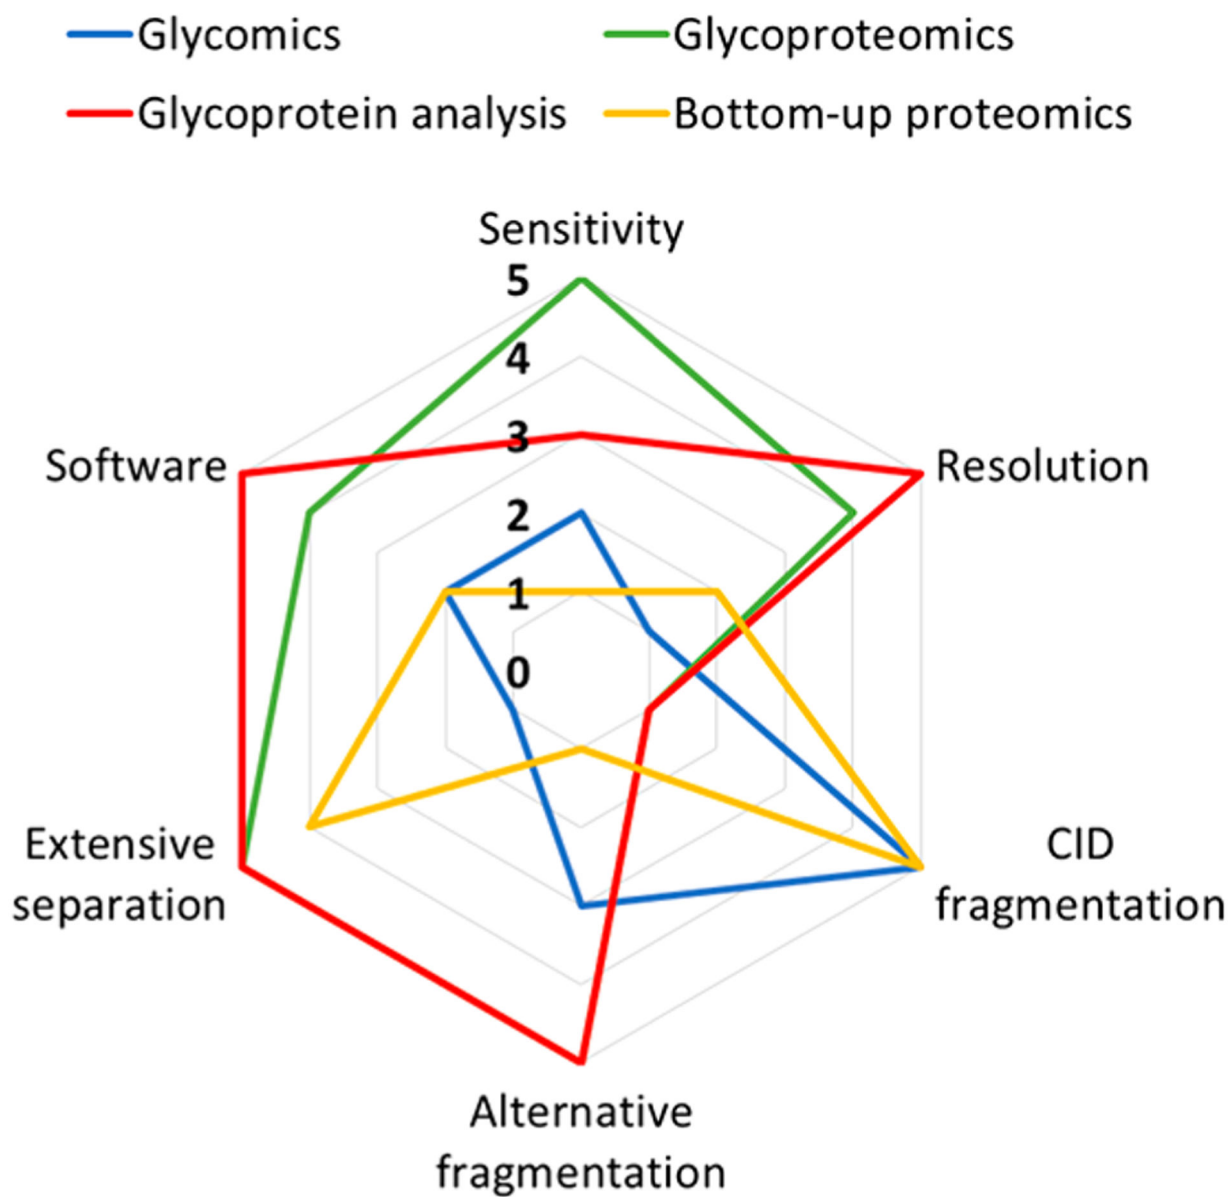 Glycomics
Glycoproteomics
Glycoprotein analysis
Bottom-up proteomics
Sensitivity
5
4
3
Software
Resolution
2
1
0
Extensive
separation
CID
fragmentation
Alternative
fragmentation